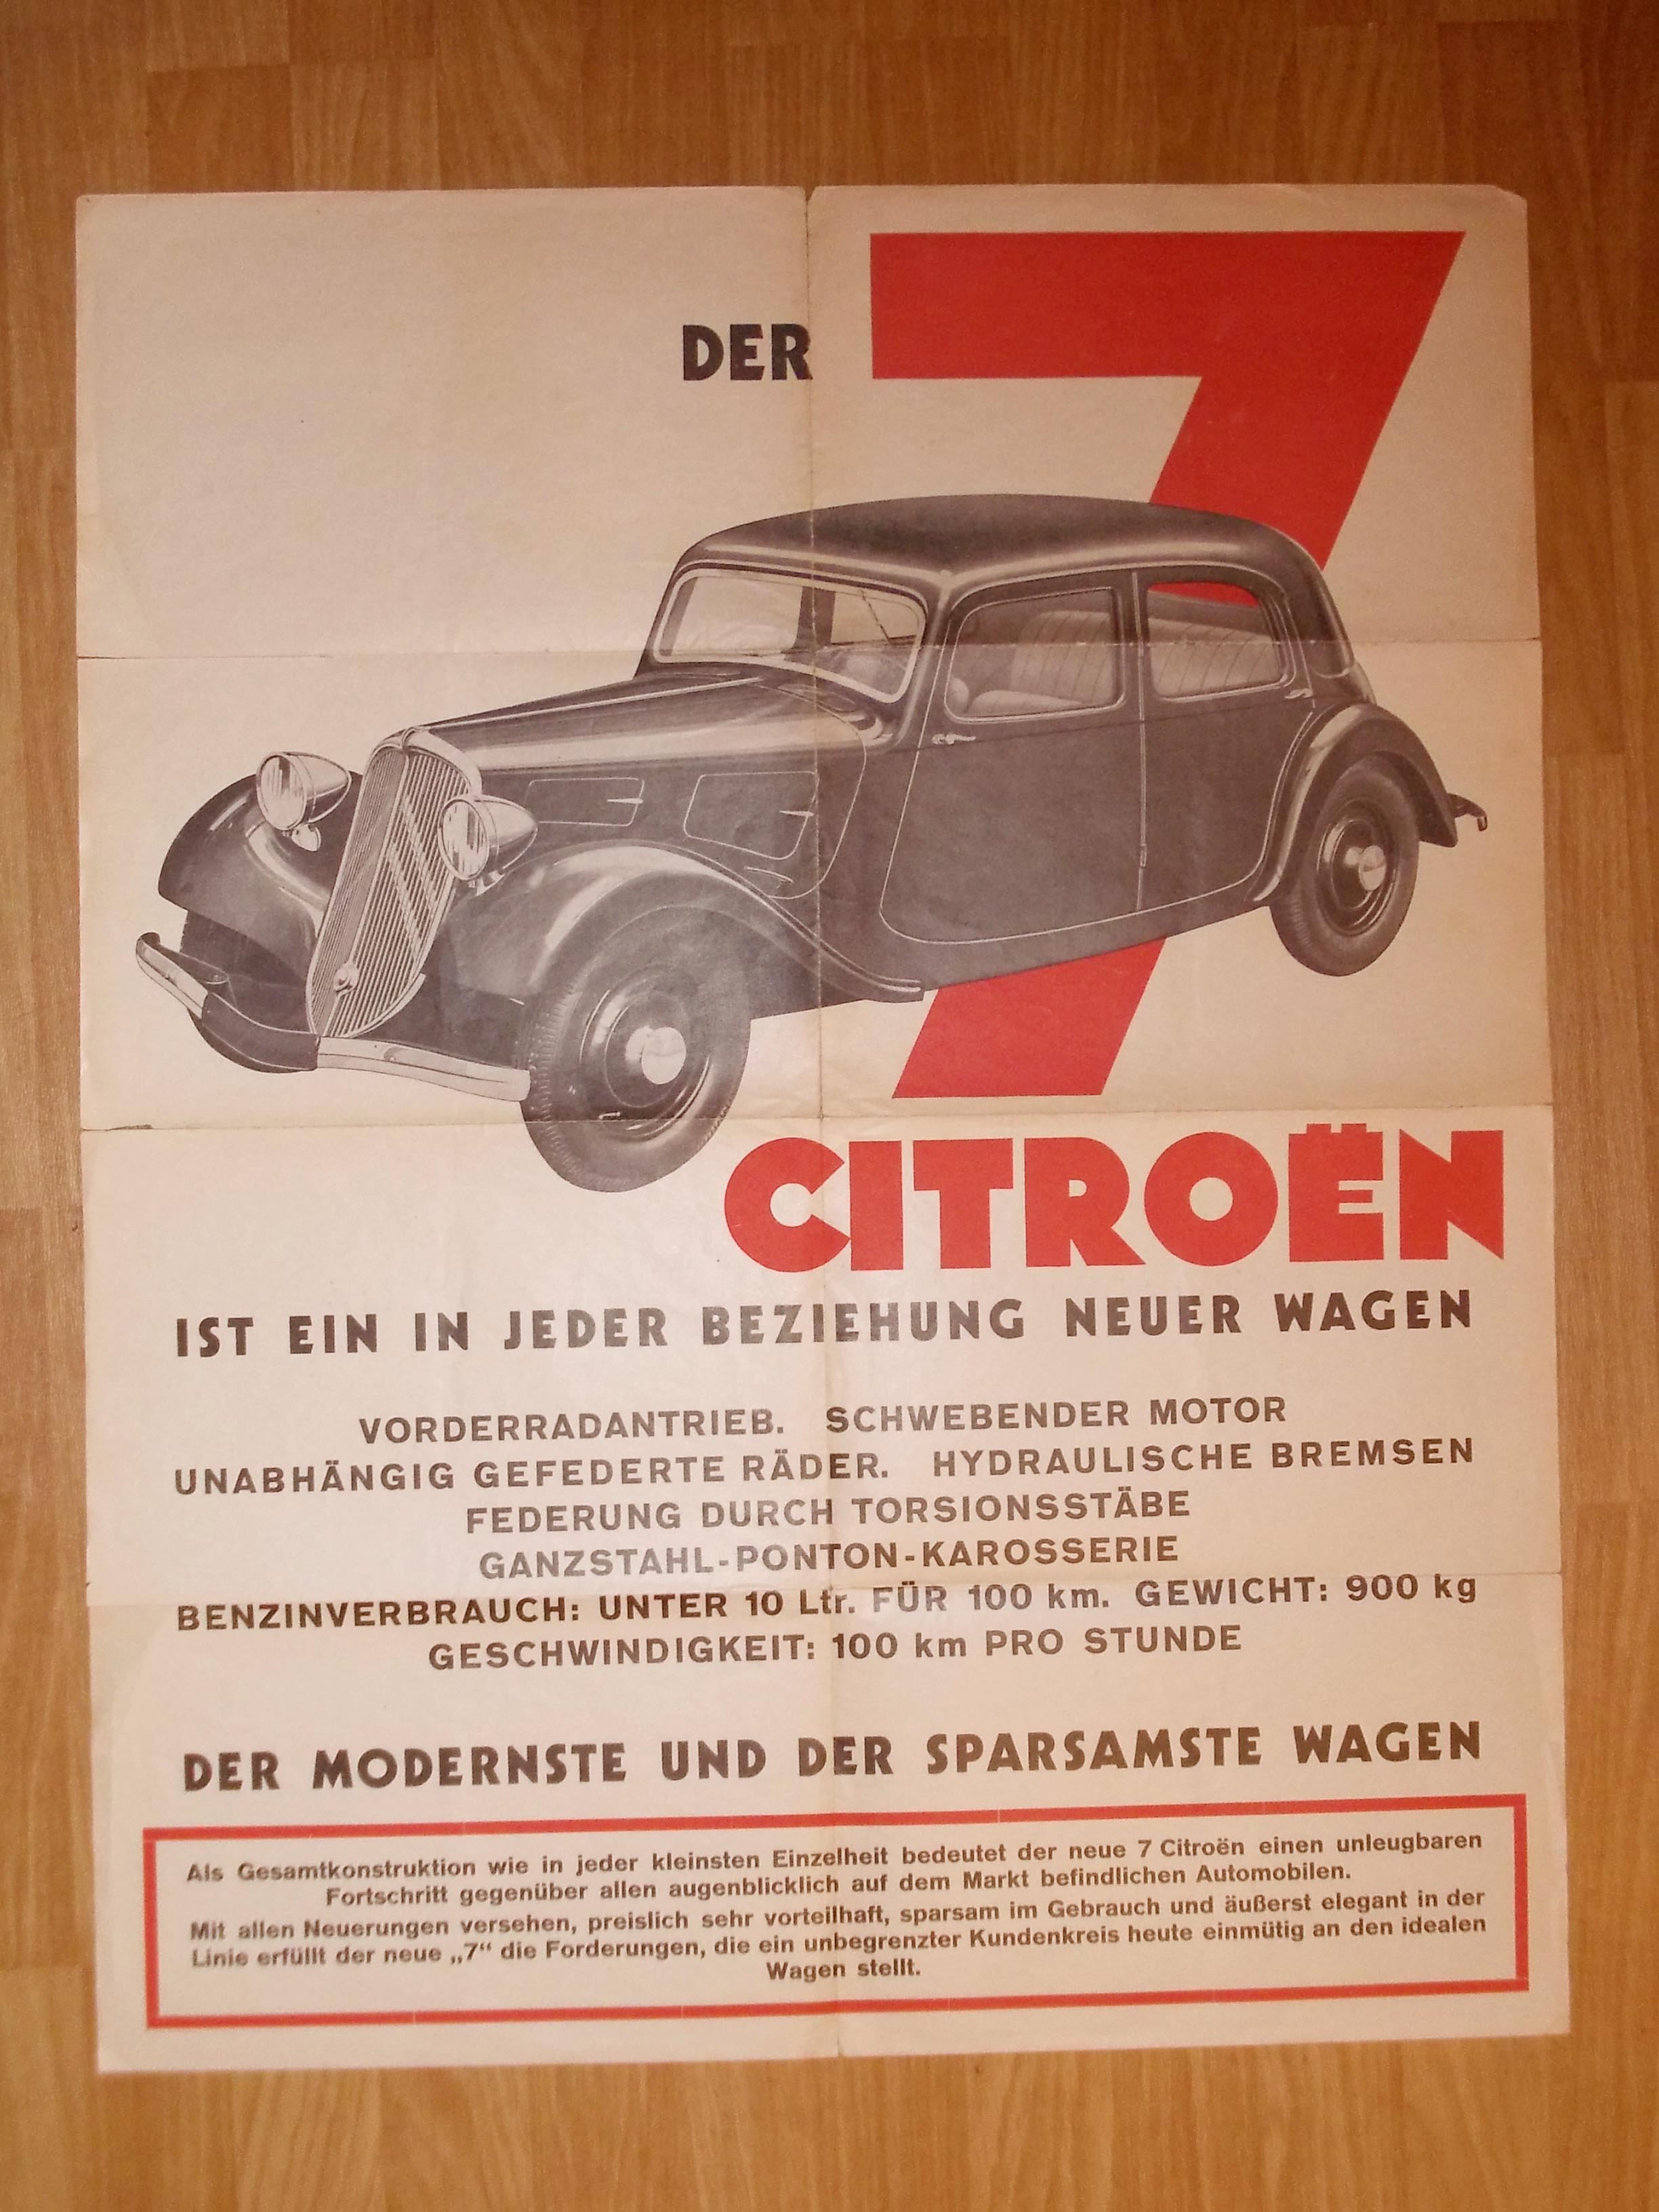 DER 7
CITROËN
IST EIN IN JEDER BEZIEHUNG NEUER WAGEN
VORDERRADANTRIEB. SCHWEBENDER MOTOR
UNABHÄNGIG GEFEDERTE RÄDER. HYDRAULISCHE BREMSEN
FEDERUNG DURCH TORSIONSSTÄBE
GANZSTAHL-PONTON-KAROSSERIE
BENZINVERBRAUCH: UNTER 10 Ltr. FÜR 100 km. GEWICHT: 900 kg
GESCHWINDIGKEIT: 100 km PRO STUNDE
DER MODERNSTE UND DER SPARSAMSTE WAGEN
Als Gesamtkonstruktion wie in jeder kleinsten Einzelheit bedeutet der neue 7 Citroën einen unleugbaren
Fortschritt gegenüber allen augenblicklich auf dem Markt befindlichen Automobilen.
Mit allen Neuerungen versehen, preislich sehr vorteilhaft, sparsam im Gebrauch und äußerst elegant in der
Linie erfüllt der neue „7“ die Forderungen, die ein unbegrenzter Kundenkreis heute einmütig an den idealen
Wagen stellt.